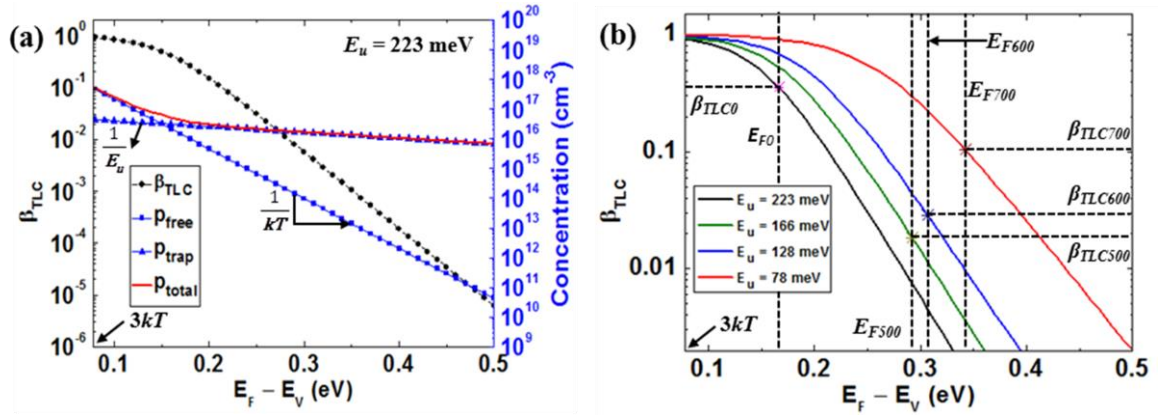 (a)
E_u = 223 meV
β_TLC
10^0
10^-1
10^-2
10^-3
10^-4
10^-5
10^-6
1/E_u
1/kT
β_TLC
p_free
p_trap
p_total
3kT
0.1 0.2 0.3 0.4 0.5
E_F − E_V (eV)
10^20
10^19
10^18
10^17
10^16
10^15
10^14
10^13
10^12
10^11
10^10
10^9
Concentration (cm^-3)
(b)
β_TLC
1
0.1
0.01
β_TLC0
E_F0
E_F600
E_F700
β_TLC700
β_TLC600
β_TLC500
E_F500
E_u = 223 meV
E_u = 166 meV
E_u = 128 meV
E_u = 78 meV
3kT
0.1 0.2 0.3 0.4 0.5
E_F − E_V (eV)